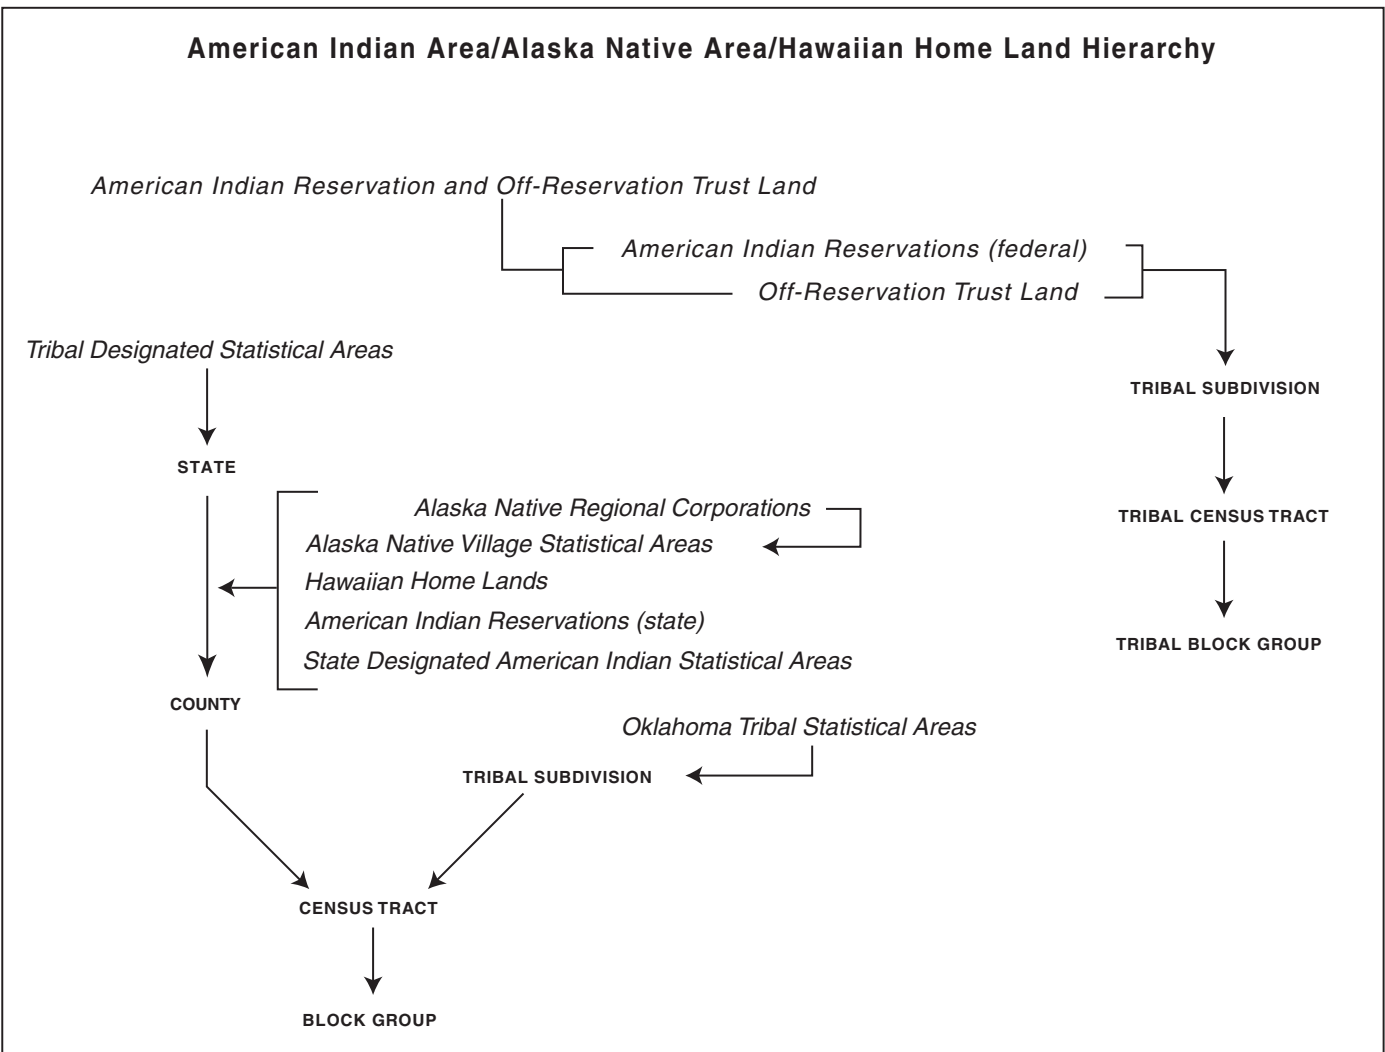 American Indian Area/Alaska Native Area/Hawaiian Home Land Hierarchy
American Indian Reservation and Off-Reservation Trust Land
American Indian Reservations (federal)
Off-Reservation Trust Land
Tribal Designated Statistical Areas
TRIBAL SUBDIVISION
STATE
Alaska Native Regional Corporations
TRIBAL CENSUS TRACT
Alaska Native Village Statistical Areas
Hawaiian Home Lands
American Indian Reservations (state)
TRIBAL BLOCK GROUP
State Designated American Indian Statistical Areas
COUNTY
Oklahoma Tribal Statistical Areas
TRIBAL SUBDIVISION
CENSUS TRACT
BLOCK GROUP